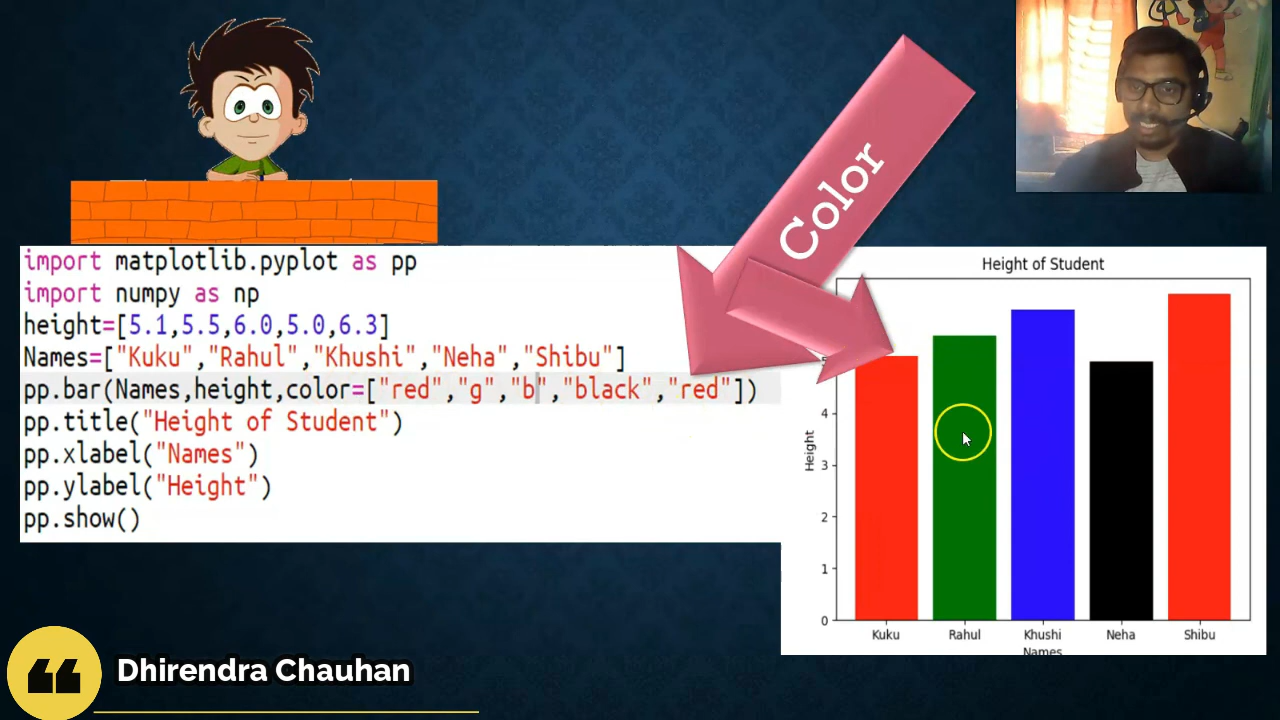 Color
import matplotlib.pyplot as pp
import numpy as np
height=[5.1,5.5,6.0,5.0,6.3]
Names=["Kuku","Rahul","Khushi","Neha","Shibu"]
pp.bar(Names,height,color=["red","g","b","black","red"])
pp.title("Height of Student")
pp.xlabel("Names")
pp.ylabel("Height")
pp.show()
Height of Student
Height
4
3
2
1
0
Kuku Rahul Khushi Neha Shibu
Names
Dhirendra Chauhan